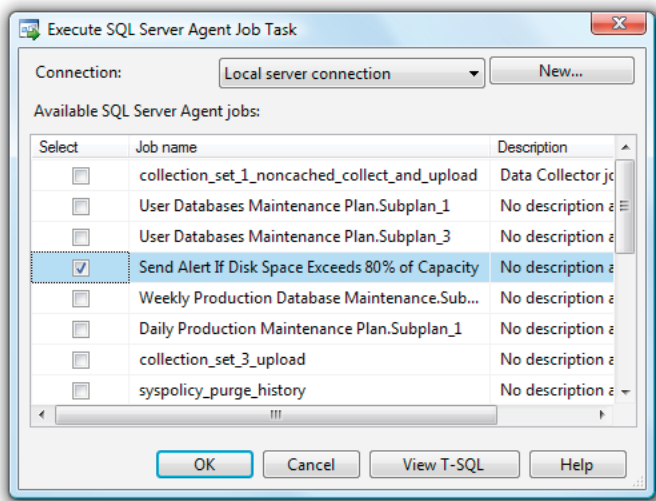 Execute SQL Server Agent Job Task
Connection: Local server connection New...
Available SQL Server Agent jobs:
Select Job name Description
collection_set_1_noncached_collect_and_upload Data Collector jc
User Databases Maintenance Plan.Subplan_1 No description a
User Databases Maintenance Plan.Subplan_3 No description a
Send Alert If Disk Space Exceeds 80% of Capacity No description a
Weekly Production Database Maintenance.Sub... No description a
Daily Production Maintenance Plan.Subplan_1 No description a
collection_set_3_upload No description a
syspolicy_purge_history No description a
OK Cancel View T-SQL Help